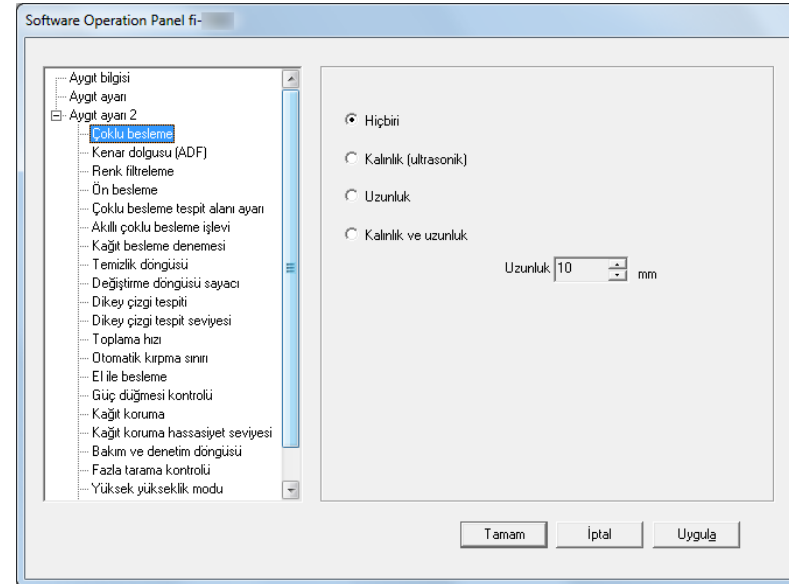 Software Operation Panel fi-
Aygıt bilgisi
Aygıt ayarı
Aygıt ayarı 2
Çoklu besleme
Kenar dolgusu (ADF)
Renk filtreleme
Ön besleme
Çoklu besleme tespit alanı ayarı
Akıllı çoklu besleme işlevi
Kağıt besleme denemesi
Temizlik döngüsü
Değiştirme döngüsü sayacı
Dikey çizgi tespiti
Dikey çizgi tespit seviyesi
Toplama hızı
Otomatik kırpma sınırı
El ile besleme
Güç düğmesi kontrolü
Kağıt koruma
Kağıt koruma hassasiyet seviyesi
Bakım ve denetim döngüsü
Fazla tarama kontrolü
Yüksek yükseklik modu
Hiçbiri
Kalınlık (ultrasonik)
Uzunluk
Kalınlık ve uzunluk
Uzunluk 10 mm
Tamam İptal Uygula